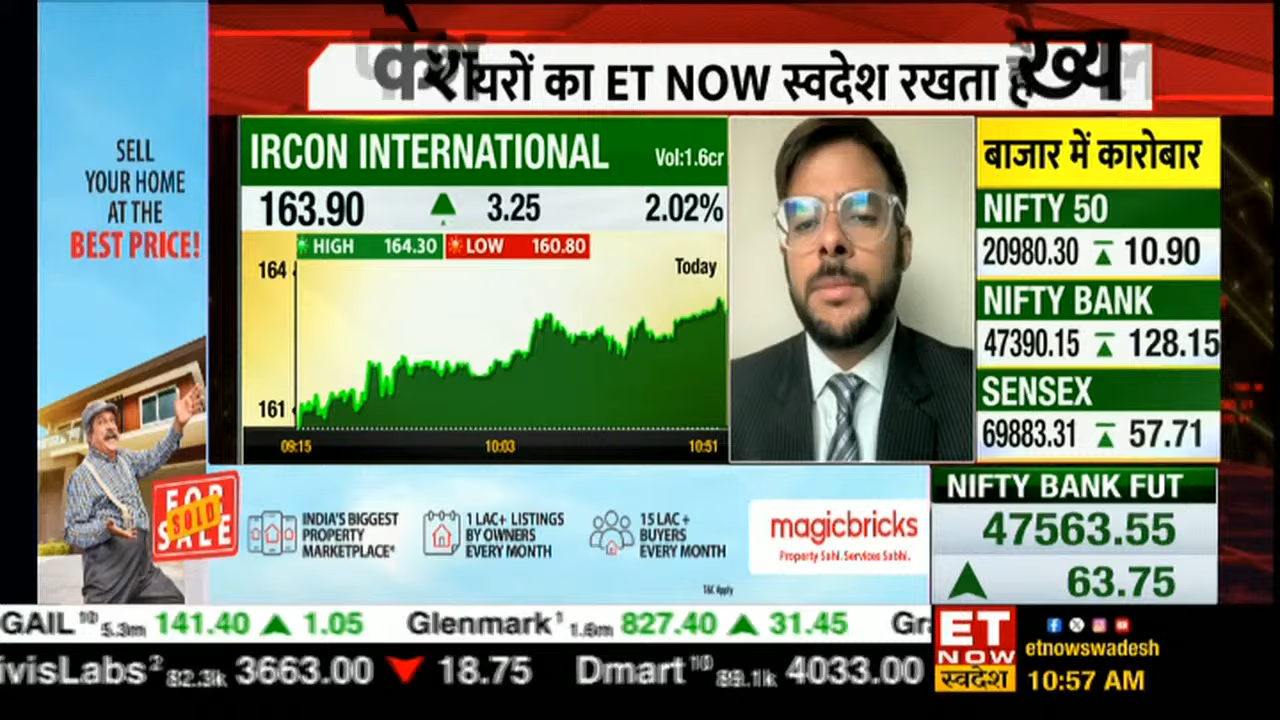 शेयरों का ET NOW स्वदेश रखता है
SELL
YOUR HOME
AT THE
BEST PRICE!
FOR
SALE
SOLD
IRCON INTERNATIONAL Vol:1.6cr
163.90 3.25 2.02%
HIGH 164.30 LOW 160.80
Today
164
161
09:15 10:03 10:51
बाजार में कारोबार
NIFTY 50
20980.30 10.90
NIFTY BANK
47390.15 128.15
SENSEX
69883.31 57.71
NIFTY BANK FUT
47563.55
63.75
INDIA'S BIGGEST
PROPERTY
MARKETPLACE*
1 LAC+ LISTINGS
BY OWNERS
EVERY MONTH
15 LAC +
BUYERS
EVERY MONTH
magicbricks
Property Sahi. Services Sabhi.
T&C Apply
GAIL 10 5.3m 141.40 1.05 Glenmark 1 1.6m 827.40 31.45 Gr
ivisLabs 2 82.3k 3663.00 18.75 Dmart 10 89.1k 4033.00
ET
NOW
स्वदेश
etnowswadesh
10:57 AM